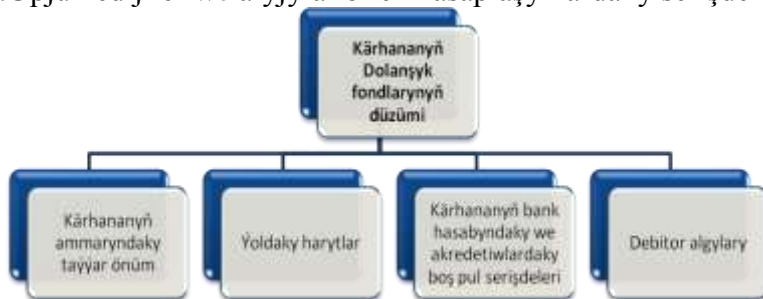 Kärhananyň
Dolanşyk
fondlarynyň
düzümi
Kärhananyň
ammaryndaky
taýýar önüm
Ýoldaky harytlar
Kärhananyň bank
hasabyndaky we
akredetiwlardaky
boş pul serişdeleri
Debitor algylary